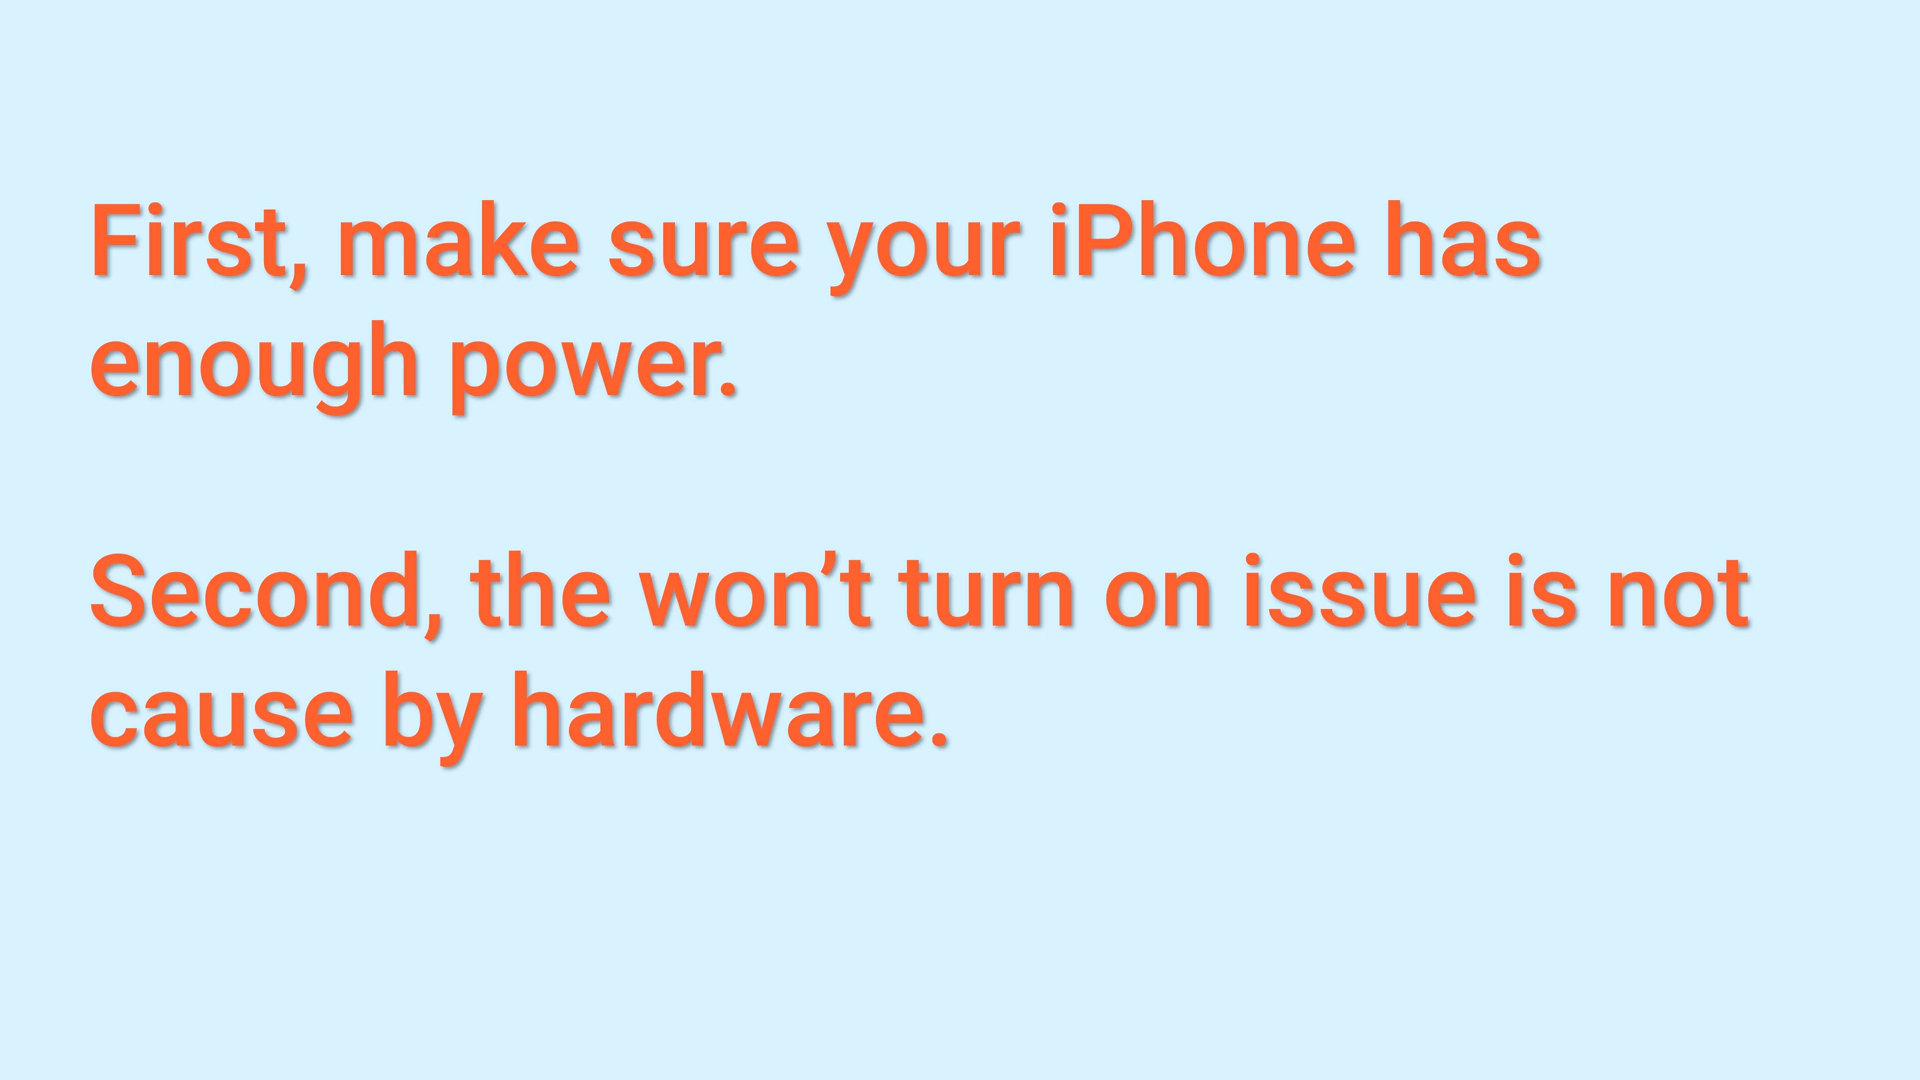 First, make sure your iPhone has
enough power.
Second, the won’t turn on issue is not
cause by hardware.